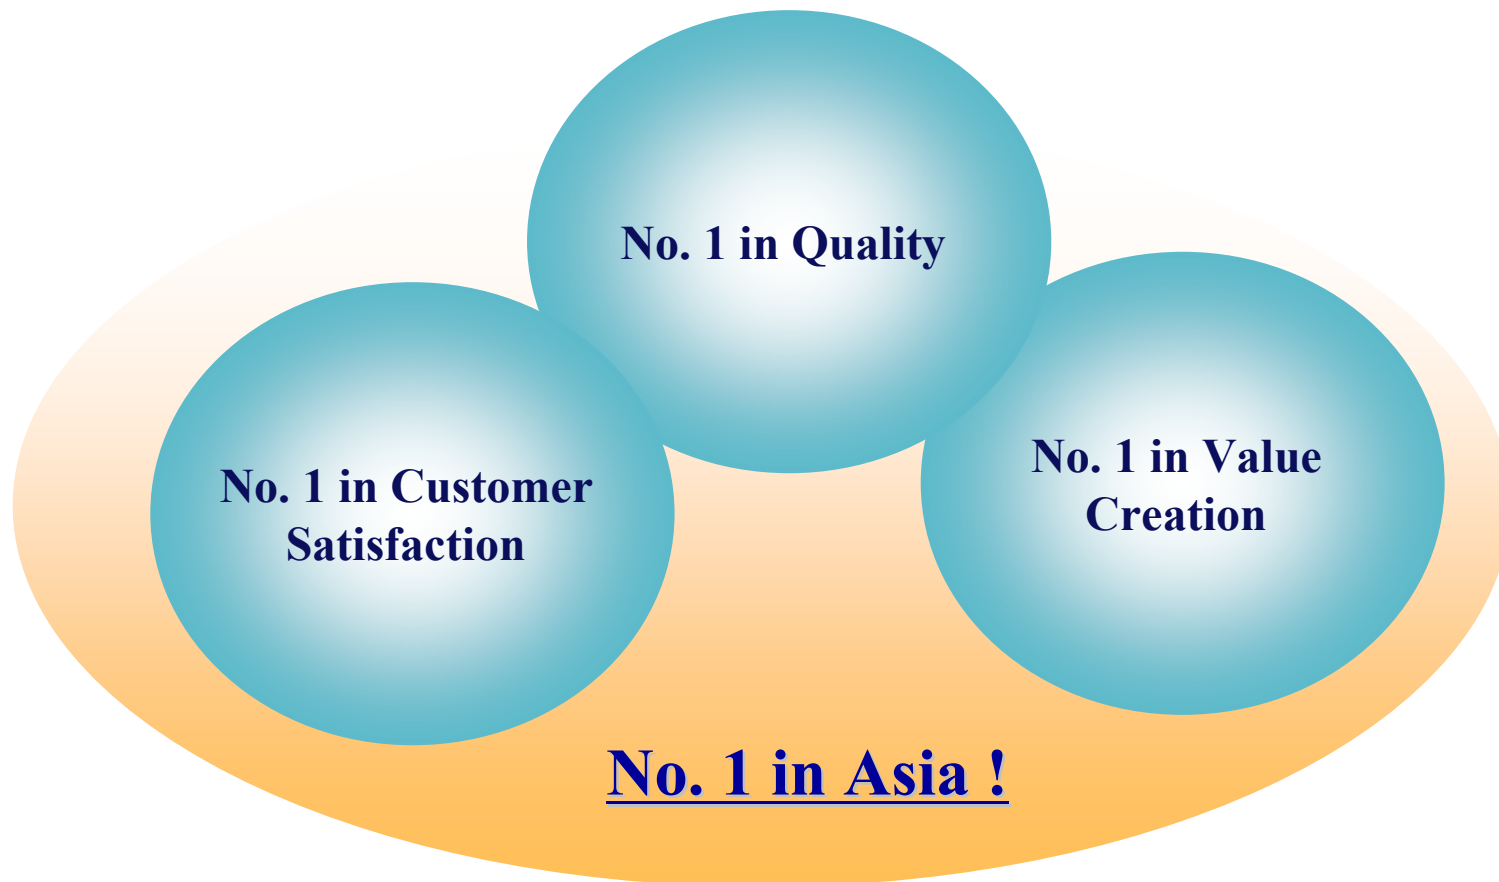 No. 1 in Quality
No. 1 in Customer
Satisfaction
No. 1 in Value
Creation
No. 1 in Asia !